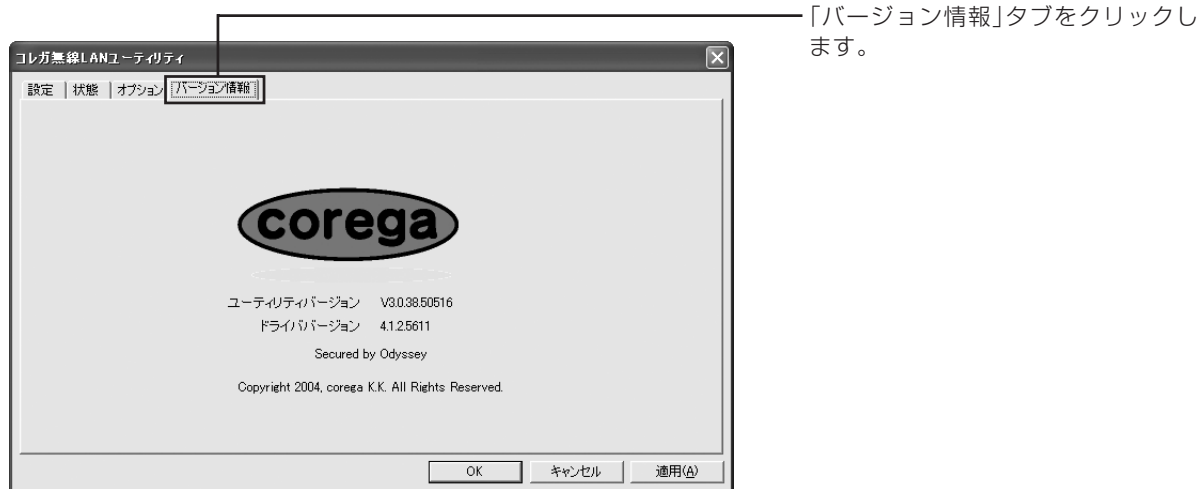 「バージョン情報」タブをクリックし
ます。
コレガ無線LANユーティリティ
設定 状態 オプション バージョン情報
corega
ユーティリティバージョン V3.0.38.50516
ドライババージョン 4.1.2.5611
Secured by Odyssey
Copyright 2004, corega K.K. All Rights Reserved.
OK キャンセル 適用(A)